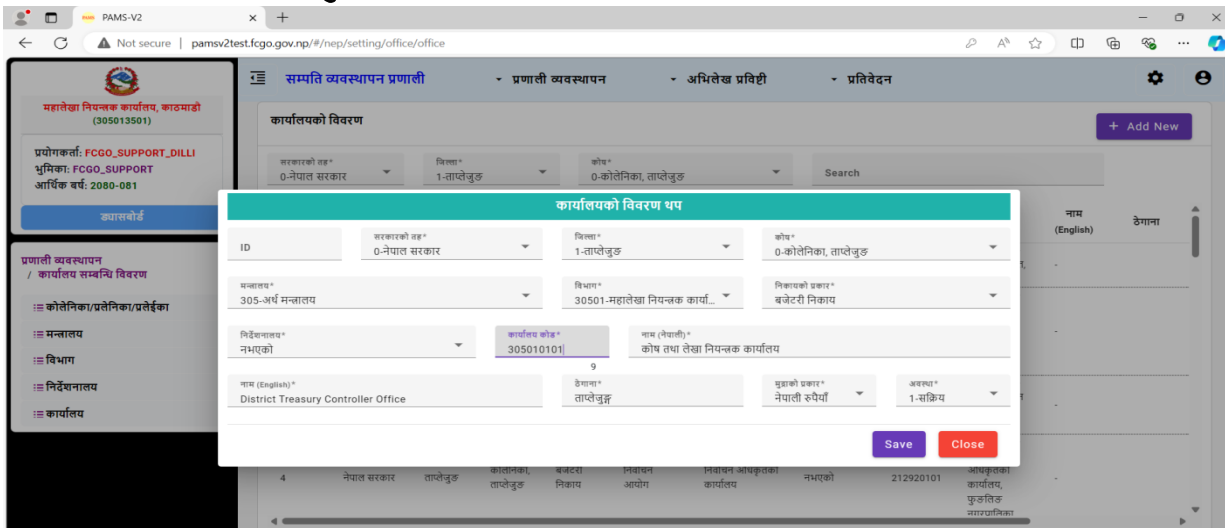 PAMS-V2
Not secure | pamsv2test.fcgo.gov.np/#/nep/setting/office/office
महालेखा नियन्त्रक कार्यालय, काठमाडौ
(305013501)
प्रयोगकर्ता: FCGO_SUPPORT_DILLI
भुमिका: FCGO_SUPPORT
आर्थिक बर्ष: 2080-081
ड्यासबोर्ड
प्रणाली व्यवस्थापन
/ कार्यालय सम्बन्धि विवरण
कोलेनिका/प्रलेनिका/प्रलेईका
मन्त्रालय
विभाग
निर्देशनालय
कार्यालय
सम्पति व्यवस्थापन प्रणाली
प्रणाली व्यवस्थापन
अभिलेख प्रविष्टी
प्रतिवेदन
कार्यालयको विवरण
+ Add New
सरकारको तह*
0-नेपाल सरकार
जिल्ला*
1-ताप्लेजुङ
कोष*
0-कोलेनिका, ताप्लेजुङ
Search
नाम
(English)
ठेगाना
कार्यालयको विवरण थप
ID
सरकारको तह*
0-नेपाल सरकार
जिल्ला*
1-ताप्लेजुङ
कोष*
0-कोलेनिका, ताप्लेजुङ
मन्त्रालय*
305-अर्थ मन्त्रालय
विभाग*
30501-महालेखा नियन्त्रक कार्या...
निकायको प्रकार*
बजेटरी निकाय
निर्देशनालय*
नभएको
कार्यालय कोड*
305010101
9
नाम (नेपाली)*
कोष तथा लेखा नियन्त्रक कार्यालय
नाम (English)*
District Treasury Controller Office
ठेगाना*
ताप्लेजुङ्ग
मुद्राको प्रकार*
नेपाली रुपैयाँ
अवस्था*
1-सक्रिय
Save
Close
4
नेपाल सरकार
ताप्लेजुङ
कोलेनिका,
ताप्लेजुङ
बजेटरी
निकाय
निर्वाचन
आयोग
निर्वाचन अधिकृतको
कार्यालय
नभएको
212920101
अधिकृतको
कार्यालय,
फुङलिङ
नगरपालिका
-